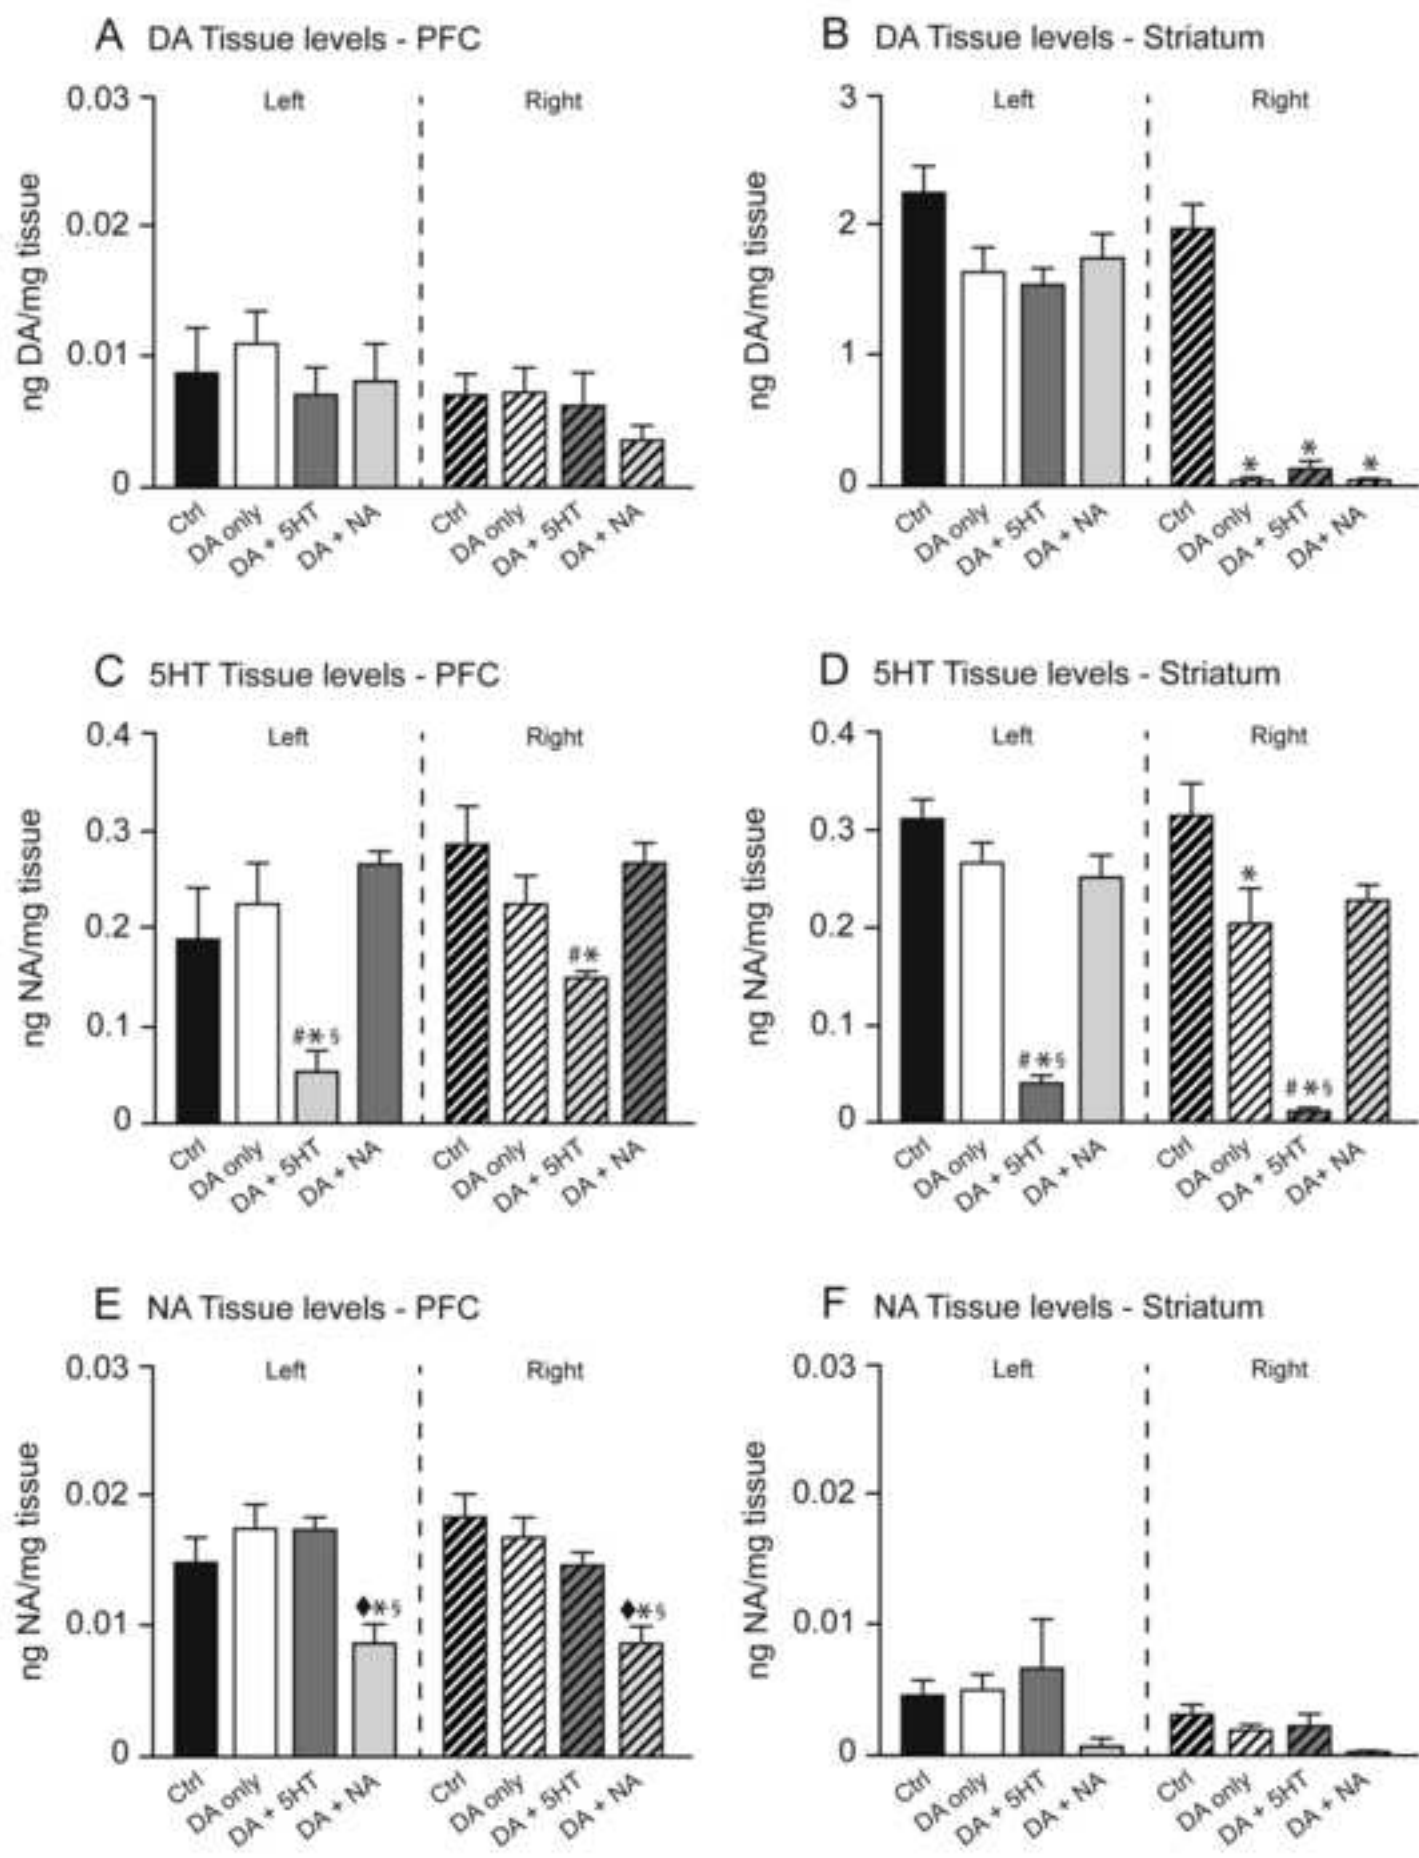 A DA Tissue levels - PFC
ng DA/mg tissue
0.03
0.02
0.01
0
Left
Right
Ctrl
DA only
DA + 5HT
DA + NA
Ctrl
DA only
DA + 5HT
DA + NA
B DA Tissue levels - Striatum
ng DA/mg tissue
3
2
1
0
Left
Right
*
*
*
Ctrl
DA only
DA + 5HT
DA + NA
Ctrl
DA only
DA + 5HT
DA+ NA
C 5HT Tissue levels - PFC
ng NA/mg tissue
0.4
0.3
0.2
0.1
0
Left
Right
#*§
#*
Ctrl
DA only
DA + 5HT
DA + NA
Ctrl
DA only
DA + 5HT
DA + NA
D 5HT Tissue levels - Striatum
ng NA/mg tissue
0.4
0.3
0.2
0.1
0
Left
Right
#*§
*
#*§
Ctrl
DA only
DA + 5HT
DA + NA
Ctrl
DA only
DA + 5HT
DA+ NA
E NA Tissue levels - PFC
ng NA/mg tissue
0.03
0.02
0.01
0
Left
Right
♦*§
♦*§
Ctrl
DA only
DA + 5HT
DA + NA
Ctrl
DA only
DA + 5HT
DA + NA
F NA Tissue levels - Striatum
ng NA/mg tissue
0.03
0.02
0.01
0
Left
Right
Ctrl
DA only
DA + 5HT
DA + NA
Ctrl
DA only
DA + 5HT
DA + NA